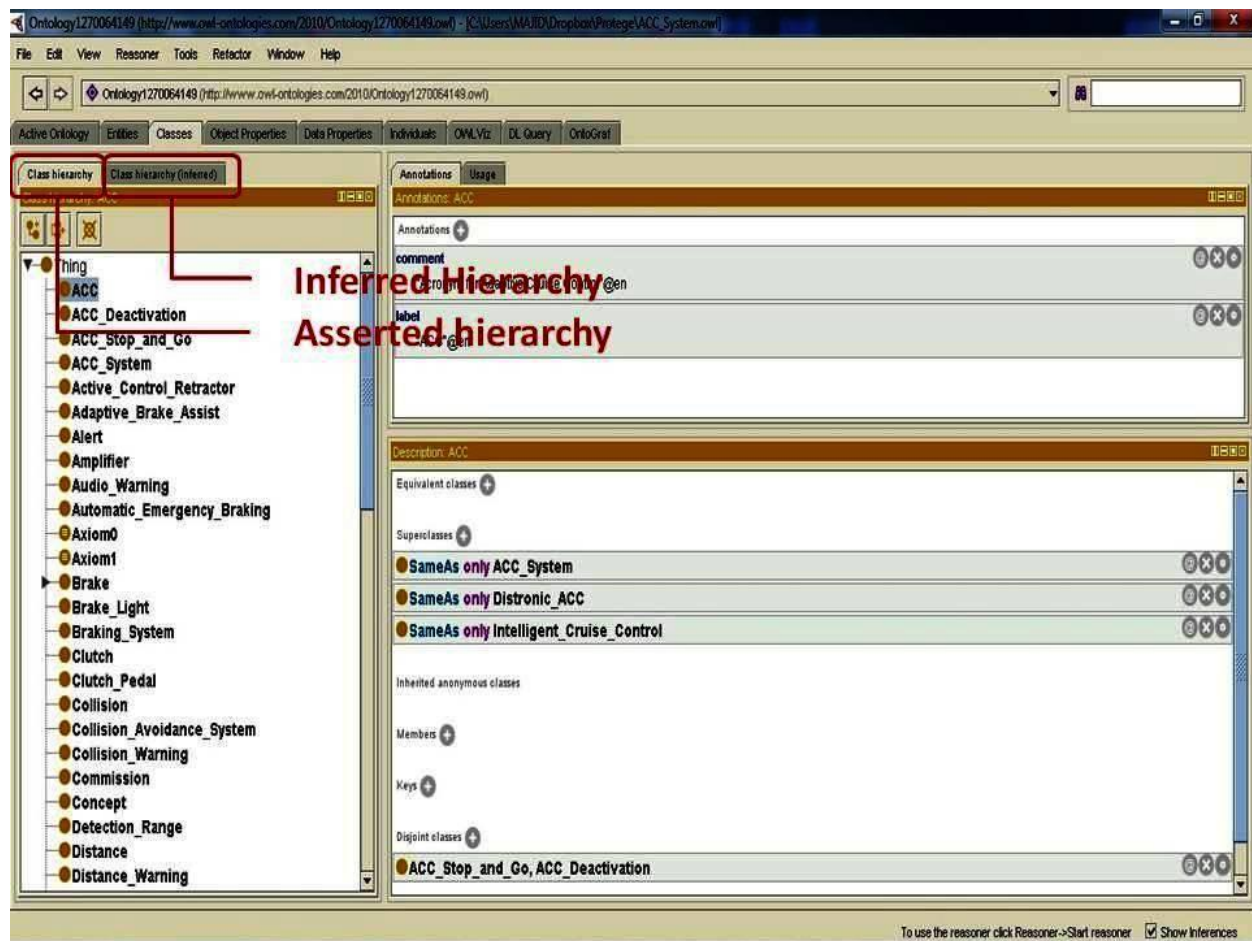 Ontology1270064149 (http://www.owl-ontologies.com/2010/Ontology1270064149.owl) - [C:\Users\MAJID\Dropbox\Protege\ACC_System.owl]
File Edit View Reasoner Tools Refactor Window Help
Ontology1270064149 (http://www.owl-ontologies.com/2010/Ontology1270064149.owl)
Active Ontology Entities Classes Object Properties Data Properties Individuals OWLViz DL Query OntoGraf
Class hierarchy Class hierarchy (inferred)
Class hierarchy: ACC
Thing
ACC
ACC_Deactivation
ACC_Stop_and_Go
ACC_System
Active_Control_Retractor
Adaptive_Brake_Assist
Alert
Amplifier
Audio_Warning
Automatic_Emergency_Braking
Axiom0
Axiom1
Brake
Brake_Light
Braking_System
Clutch
Clutch_Pedal
Collision
Collision_Avoidance_System
Collision_Warning
Commission
Concept
Detection_Range
Distance
Distance_Warning
Inferred Hierarchy
Asserted hierarchy
Annotations Usage
Annotations: ACC
Annotations
comment
@en
label
Description: ACC
Equivalent classes
Superclasses
SameAs only ACC_System
SameAs only Distronic_ACC
SameAs only Intelligent_Cruise_Control
Inherited anonymous classes
Members
Keys
Disjoint classes
ACC_Stop_and_Go, ACC_Deactivation
To use the reasoner click Reasoner->Start reasoner Show Inferences